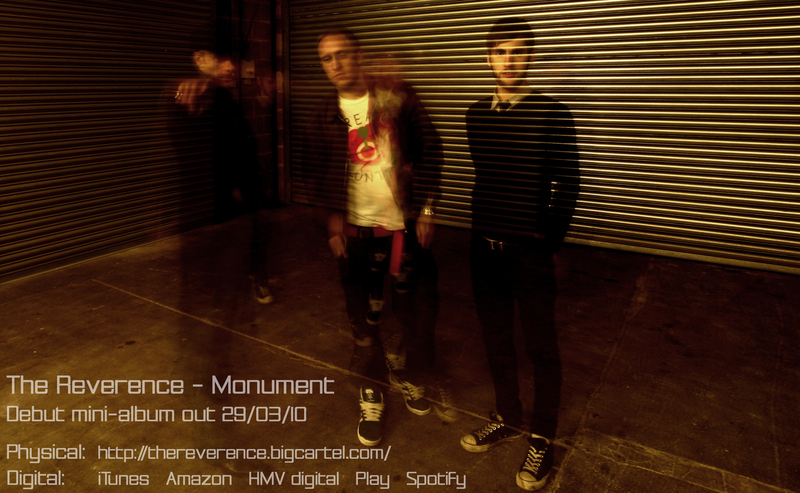 The Reverence - Monument
Debut mini-album out 29/03/10
Physical: http://thereverence.bigcartel.com/
Digital: iTunes Amazon HMV digital Play Spotify